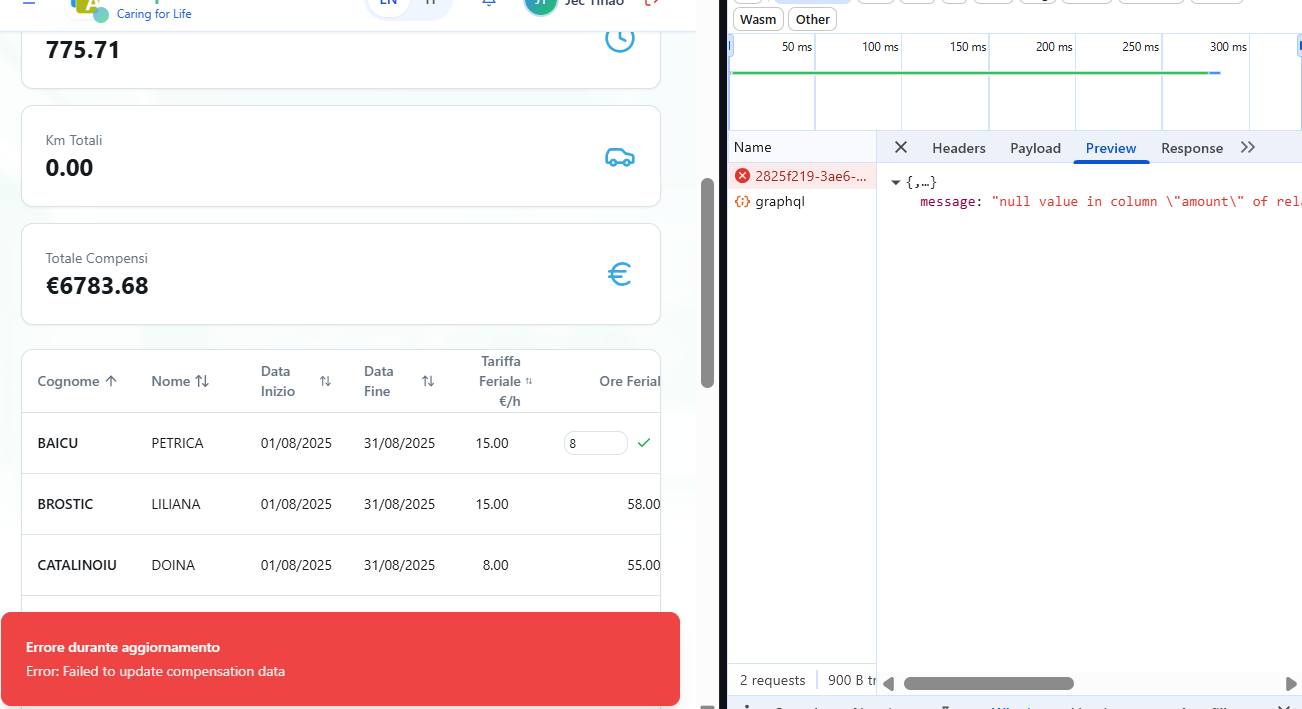 Caring for Life
EN
IT
JT
Jec Tinao
775.71
Km Totali
0.00
Totale Compensi
€6783.68
Cognome
Nome
Data
Inizio
Data
Fine
Tariffa
Feriale
€/h
Ore Ferial
BAICU PETRICA 01/08/2025 31/08/2025 15.00 8
BROSTIC LILIANA 01/08/2025 31/08/2025 15.00 58.00
CATALINOIU DOINA 01/08/2025 31/08/2025 8.00 55.00
Errore durante aggiornamento
Error: Failed to update compensation data
Wasm Other
50 ms 100 ms 150 ms 200 ms 250 ms 300 ms
Name
Headers Payload Preview Response
2825f219-3ae6-...
graphql
{,…}
message: "null value in column \"amount\" of rela
2 requests 900 B tr